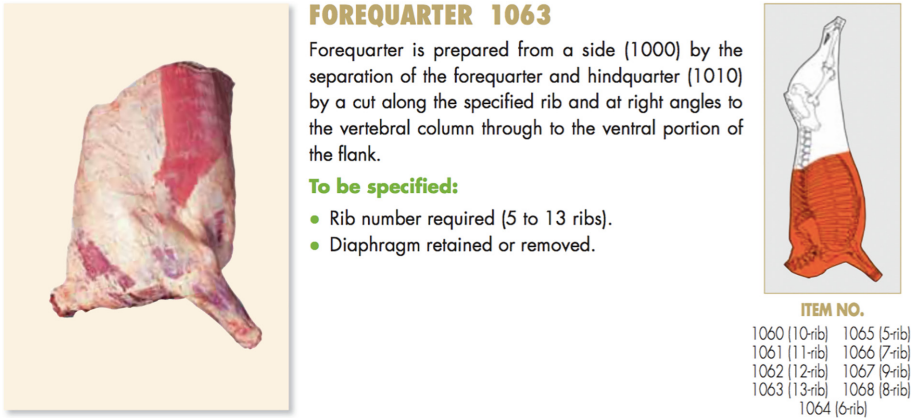 FOREQUARTER 1063
Forequarter is prepared from a side (1000) by the
separation of the forequarter and hindquarter (1010)
by a cut along the specified rib and at right angles to
the vertebral column through to the ventral portion of
the flank.
To be specified:
● Rib number required (5 to 13 ribs).
● Diaphragm retained or removed.
ITEM NO.
1060 (10-rib) 1065 (5-rib)
1061 (11-rib) 1066 (7-rib)
1062 (12-rib) 1067 (9-rib)
1063 (13-rib) 1068 (8-rib)
1064 (6-rib)